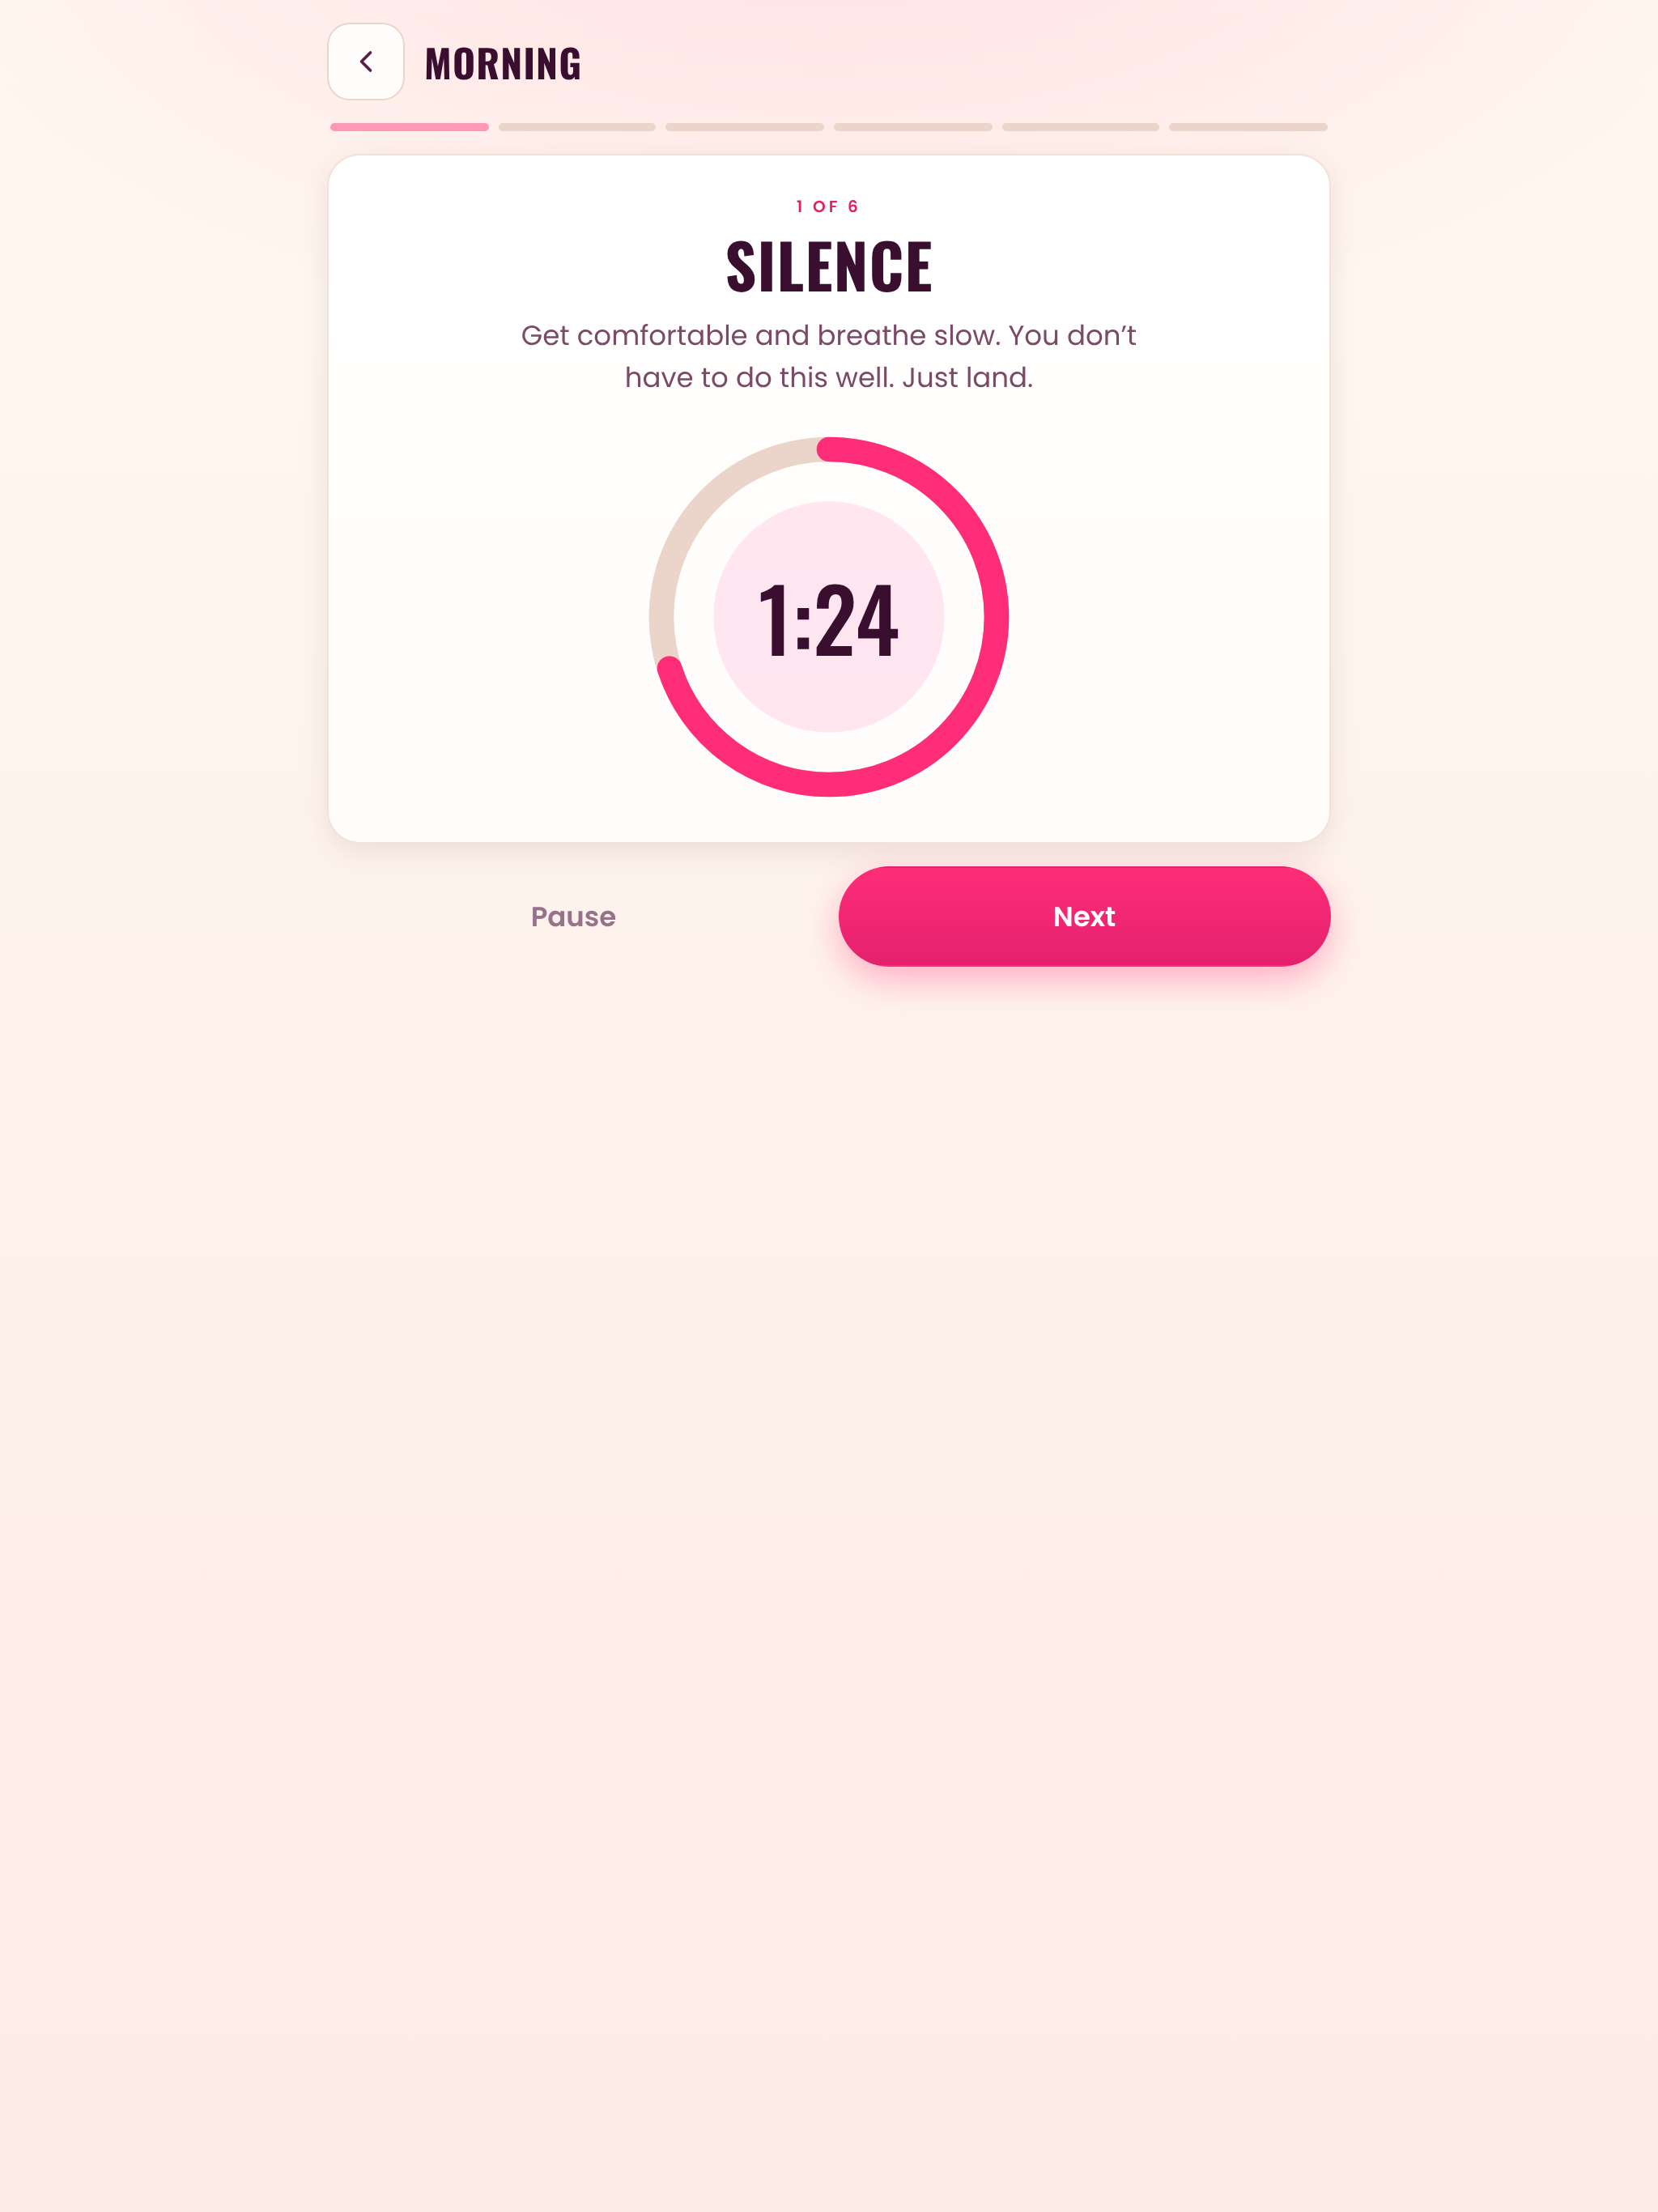 MORNING
1 OF 6
SILENCE
Get comfortable and breathe slow. You don’t
have to do this well. Just land.
1:24
Pause
Next